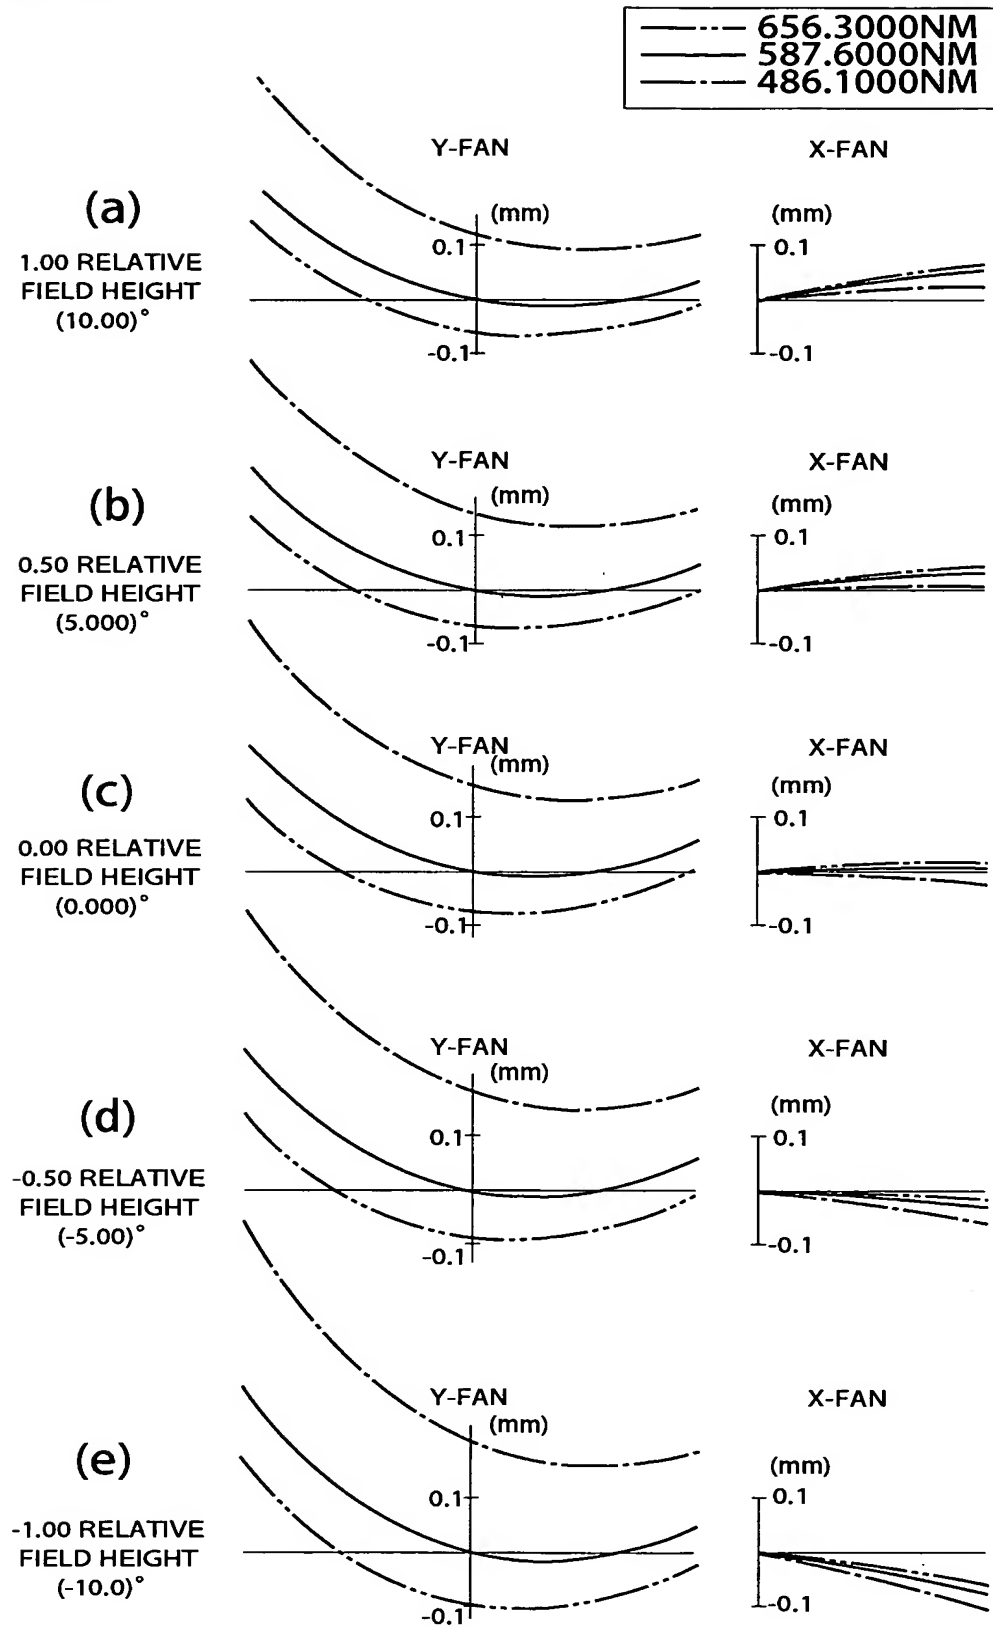 656.3000NM
587.6000NM
486.1000NM
Y-FAN
X-FAN
(a)
1.00 RELATIVE
FIELD HEIGHT
(10.00)°
(mm)
0.1
-0.1
(mm)
0.1
-0.1
Y-FAN
X-FAN
(b)
0.50 RELATIVE
FIELD HEIGHT
(5.000)°
(mm)
0.1
-0.1
(mm)
0.1
-0.1
Y-FAN
X-FAN
(c)
0.00 RELATIVE
FIELD HEIGHT
(0.000)°
(mm)
0.1
-0.1
(mm)
0.1
-0.1
Y-FAN
X-FAN
(d)
-0.50 RELATIVE
FIELD HEIGHT
(-5.00)°
(mm)
0.1
-0.1
(mm)
0.1
-0.1
Y-FAN
X-FAN
(e)
-1.00 RELATIVE
FIELD HEIGHT
(-10.0)°
(mm)
0.1
-0.1
(mm)
0.1
-0.1